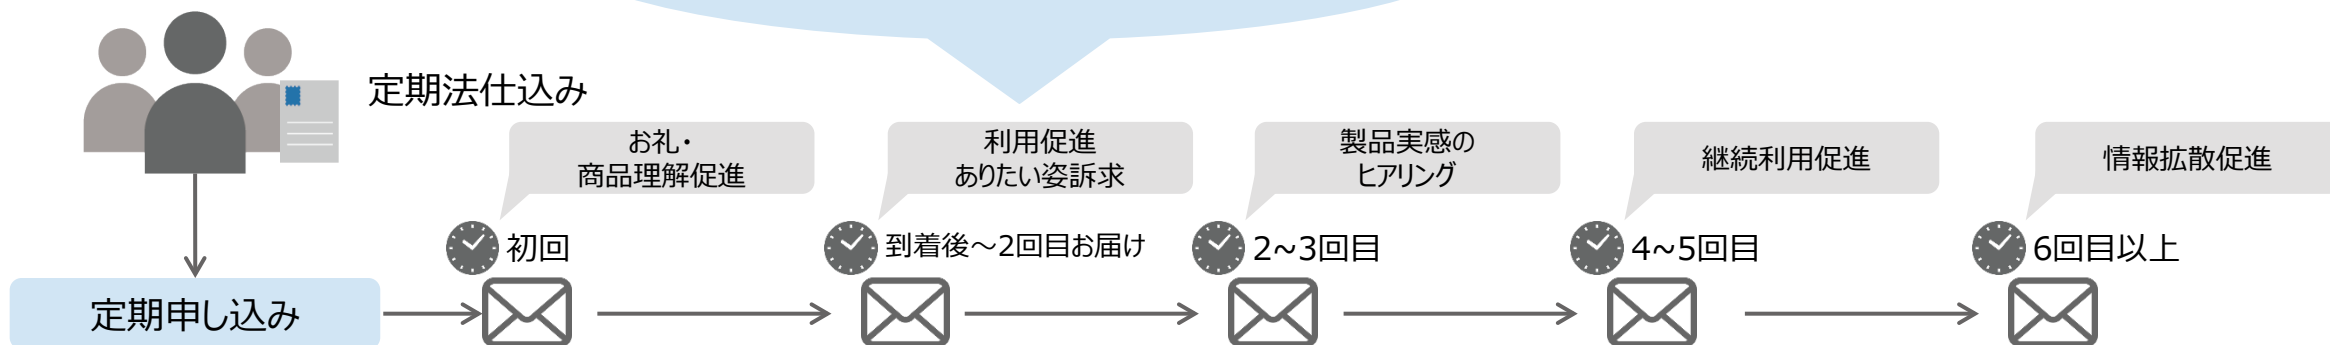 定期法仕込み
お礼・
商品理解促進
利用促進
ありたい姿訴求
製品実感の
ヒアリング
継続利用促進
情報拡散促進
初回
到着後～2回目お届け
2~3回目
4~5回目
6回目以上
定期申し込み